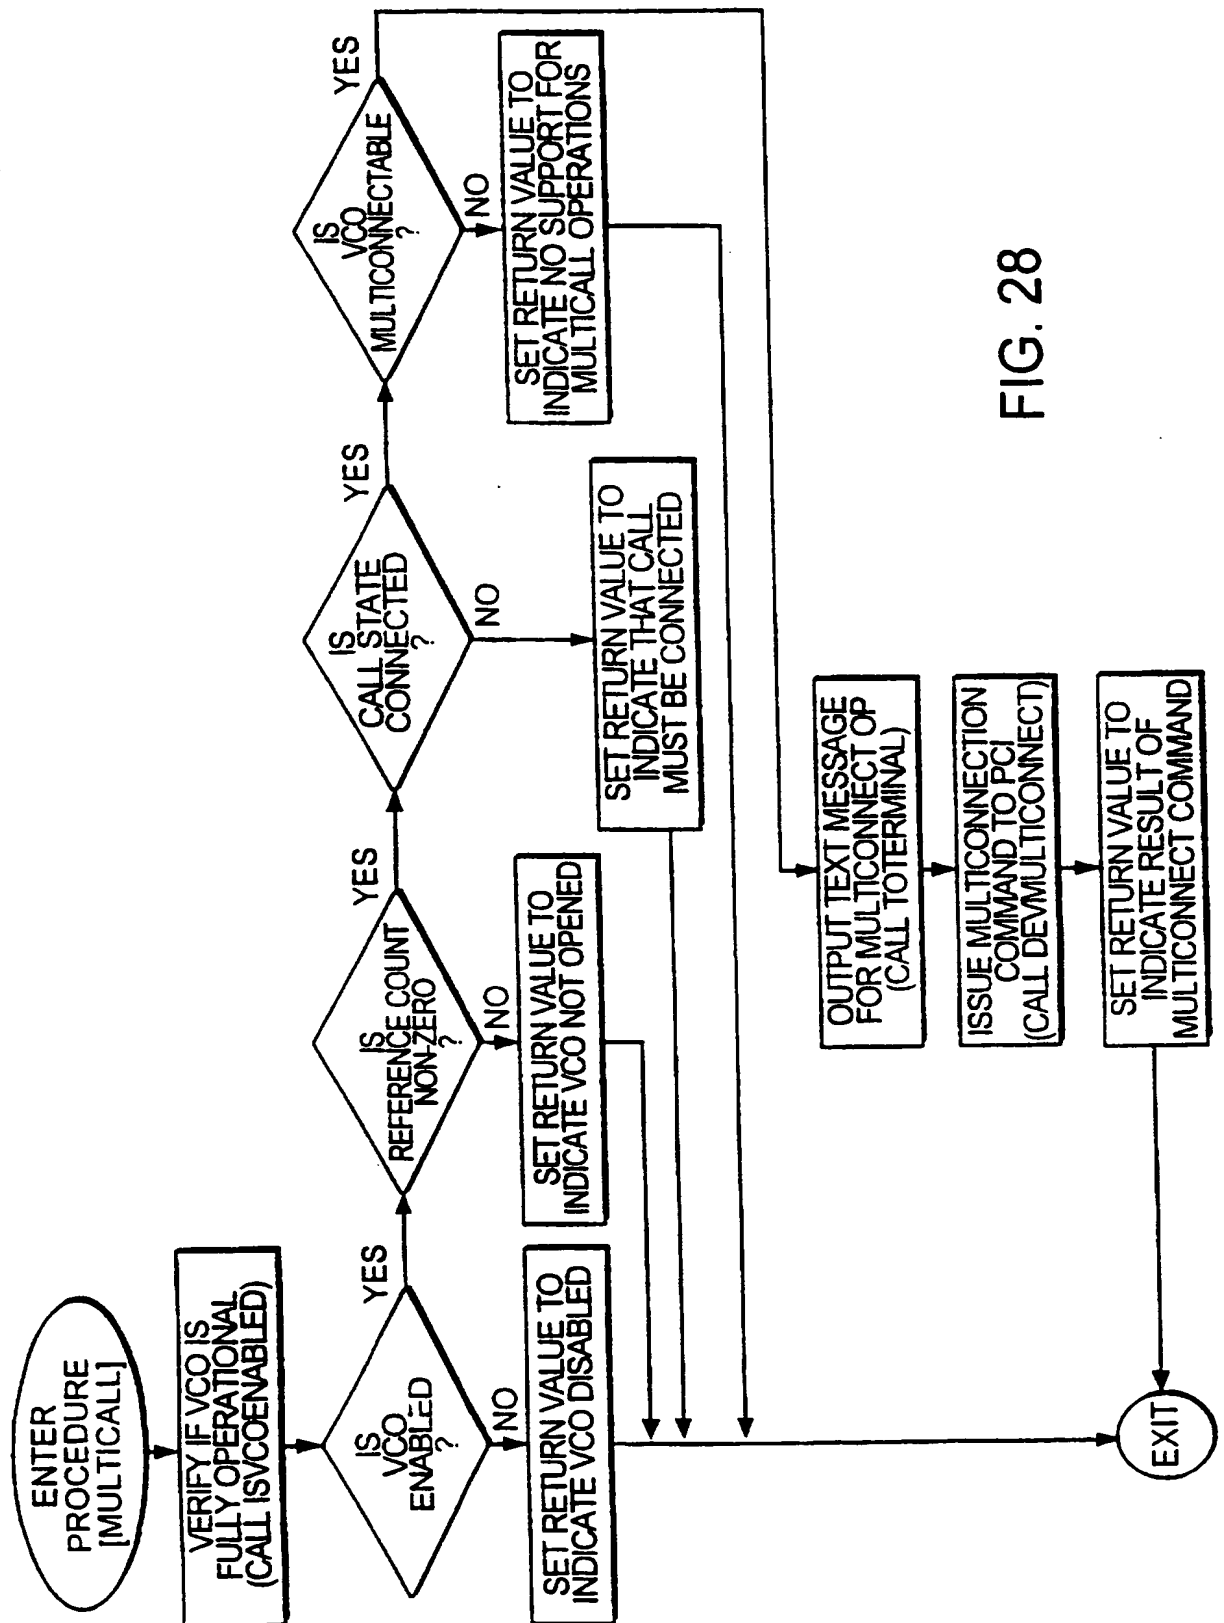 ENTER
PROCEDURE
[MULTICALL]
VERIFY IF VCO IS
FULLY OPERATIONAL
(CALL ISVCOENABLED)
IS
VCO
ENABLED
?
YES
NO
SET RETURN VALUE TO
INDICATE VCO DISABLED
IS
REFERENCE COUNT
NON-ZERO
?
YES
NO
SET RETURN VALUE TO
INDICATE VCO NOT OPENED
IS
CALL STATE
CONNECTED
?
YES
NO
SET RETURN VALUE TO
INDICATE THAT CALL
MUST BE CONNECTED
IS
VCO
MULTICONNECTABLE
?
YES
NO
SET RETURN VALUE TO
INDICATE NO SUPPORT FOR
MULTICALL OPERATIONS
OUTPUT TEXT MESSAGE
FOR MULTICONNECT OP
(CALL TOTERMINAL)
ISSUE MULTICONNECTION
COMMAND TO PCI
(CALL DEVMULTICONNECT)
SET RETURN VALUE TO
INDICATE RESULT OF
MULTICONNECT COMMAND
EXIT
FIG. 28